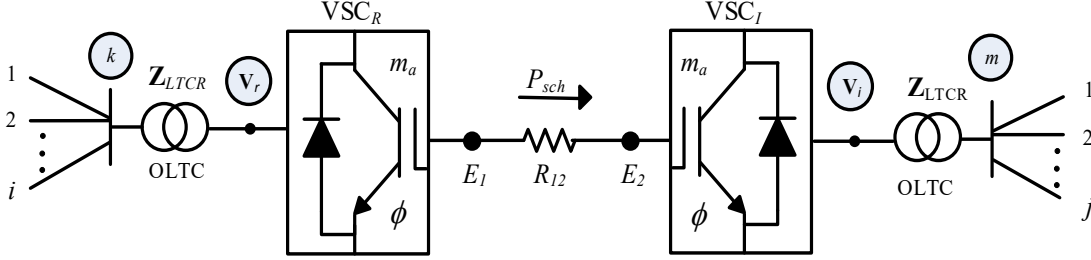 VSC_R
VSC_I
k
m
Z_LTCR
V_r
m_a
P_sch
m_a
V_i
Z_LTCR
1
2
i
OLTC
E_1
R_12
E_2
OLTC
1
2
j
ϕ
ϕ